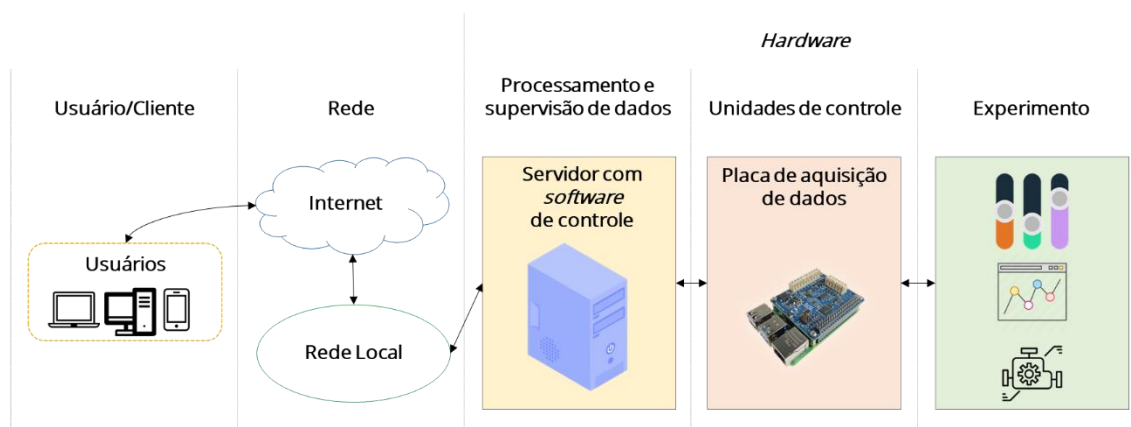 Hardware
Usuário/Cliente
Rede
Processamento e
supervisão de dados
Unidades de controle
Experimento
Usuários
Internet
Rede Local
Servidor com
software
de controle
Placa de aquisição
de dados